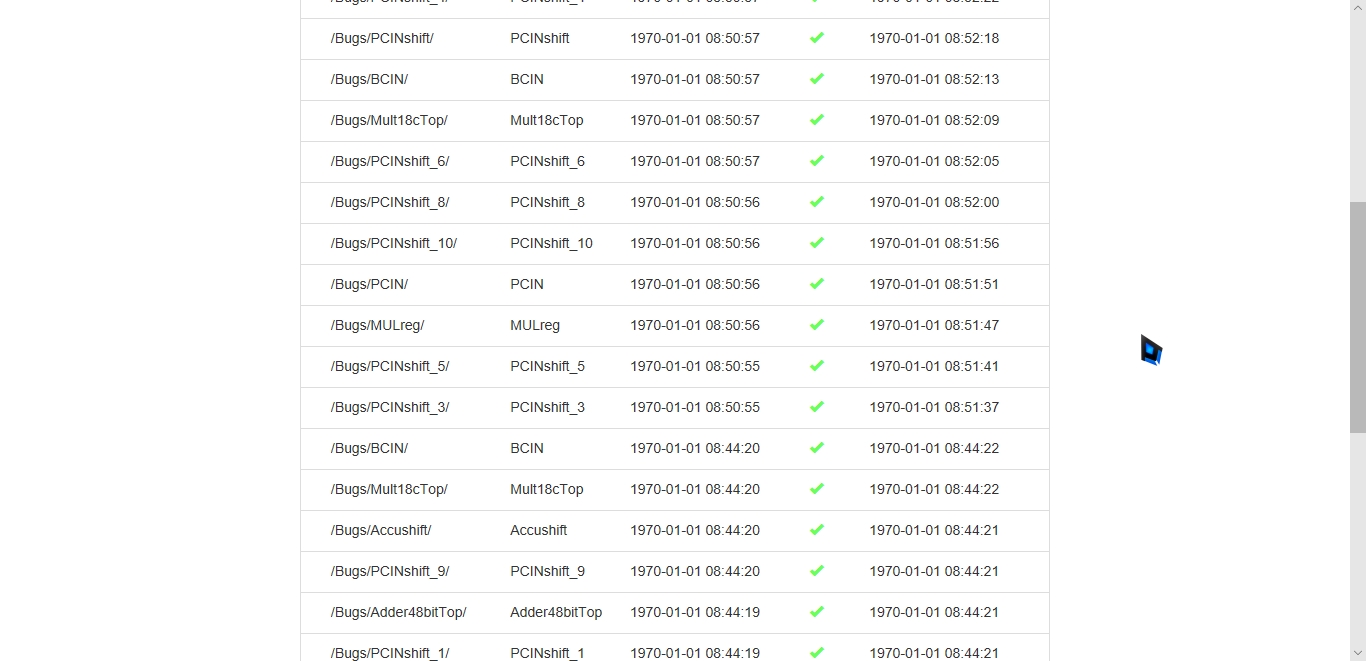 /Bugs/PCINshift/ PCINshift 1970-01-01 08:50:57 1970-01-01 08:52:18
/Bugs/BCIN/ BCIN 1970-01-01 08:50:57 1970-01-01 08:52:13
/Bugs/Mult18cTop/ Mult18cTop 1970-01-01 08:50:57 1970-01-01 08:52:09
/Bugs/PCINshift_6/ PCINshift_6 1970-01-01 08:50:57 1970-01-01 08:52:05
/Bugs/PCINshift_8/ PCINshift_8 1970-01-01 08:50:56 1970-01-01 08:52:00
/Bugs/PCINshift_10/ PCINshift_10 1970-01-01 08:50:56 1970-01-01 08:51:56
/Bugs/PCIN/ PCIN 1970-01-01 08:50:56 1970-01-01 08:51:51
/Bugs/MULreg/ MULreg 1970-01-01 08:50:56 1970-01-01 08:51:47
/Bugs/PCINshift_5/ PCINshift_5 1970-01-01 08:50:55 1970-01-01 08:51:41
/Bugs/PCINshift_3/ PCINshift_3 1970-01-01 08:50:55 1970-01-01 08:51:37
/Bugs/BCIN/ BCIN 1970-01-01 08:44:20 1970-01-01 08:44:22
/Bugs/Mult18cTop/ Mult18cTop 1970-01-01 08:44:20 1970-01-01 08:44:22
/Bugs/Accushift/ Accushift 1970-01-01 08:44:20 1970-01-01 08:44:21
/Bugs/PCINshift_9/ PCINshift_9 1970-01-01 08:44:20 1970-01-01 08:44:21
/Bugs/Adder48bitTop/ Adder48bitTop 1970-01-01 08:44:19 1970-01-01 08:44:21
/Bugs/PCINshift_1/ PCINshift_1 1970-01-01 08:44:19 1970-01-01 08:44:21